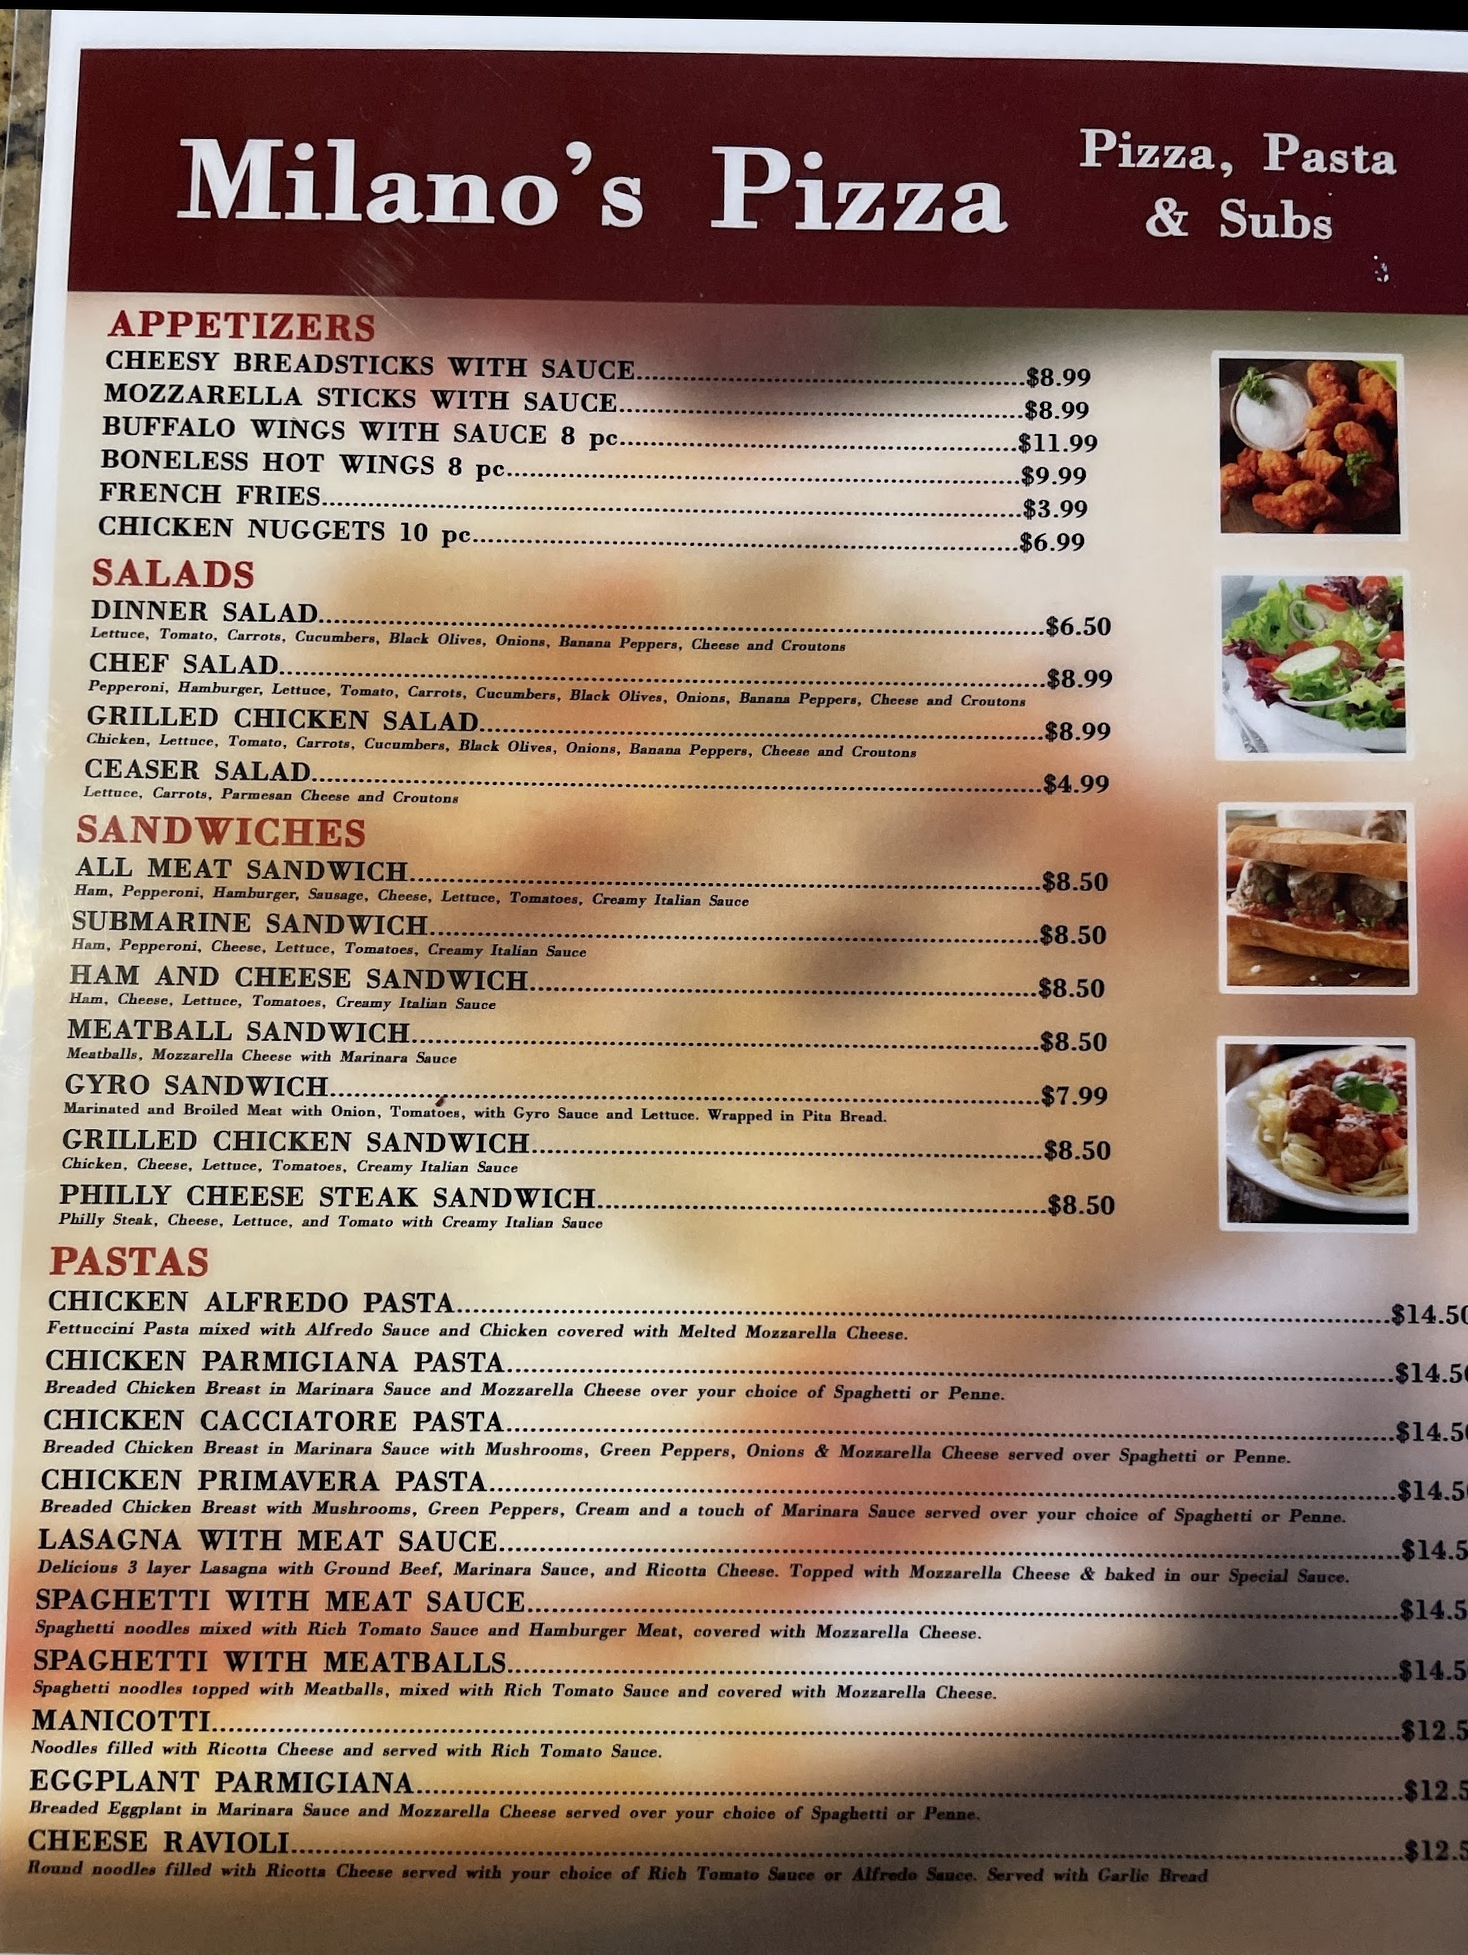 Milano's Pizza
Pizza, Pasta
& Subs
APPETIZERS
CHEESY BREADSTICKS WITH SAUCE........$8.99
MOZZARELLA STICKS WITH SAUCE........$8.99
BUFFALO WINGS WITH SAUCE 8 pc........$11.99
BONELESS HOT WINGS 8 pc........$9.99
FRENCH FRIES........$3.99
CHICKEN NUGGETS 10 pc........$6.99
SALADS
DINNER SALAD........$6.50
Lettuce, Tomato, Carrots, Cucumbers, Black Olives, Onions, Banana Peppers, Cheese and Croutons
CHEF SALAD........$8.99
Pepperoni, Hamburger, Lettuce, Tomato, Carrots, Cucumbers, Black Olives, Onions, Banana Peppers, Cheese and Croutons
GRILLED CHICKEN SALAD........$8.99
Chicken, Lettuce, Tomato, Carrots, Cucumbers, Black Olives, Onions, Banana Peppers, Cheese and Croutons
CEASER SALAD........$4.99
Lettuce, Carrots, Parmesan Cheese and Croutons
SANDWICHES
ALL MEAT SANDWICH........$8.50
Ham, Pepperoni, Hamburger, Sausage, Cheese, Lettuce, Tomatoes, Creamy Italian Sauce
SUBMARINE SANDWICH........$8.50
Ham, Pepperoni, Cheese, Lettuce, Tomatoes, Creamy Italian Sauce
HAM AND CHEESE SANDWICH........$8.50
Ham, Cheese, Lettuce, Tomatoes, Creamy Italian Sauce
MEATBALL SANDWICH........$8.50
Meatballs, Mozzarella Cheese with Marinara Sauce
GYRO SANDWICH........$7.99
Marinated and Broiled Meat with Onion, Tomatoes, with Gyro Sauce and Lettuce. Wrapped in Pita Bread.
GRILLED CHICKEN SANDWICH........$8.50
Chicken, Cheese, Lettuce, Tomatoes, Creamy Italian Sauce
PHILLY CHEESE STEAK SANDWICH........$8.50
Philly Steak, Cheese, Lettuce, and Tomato with Creamy Italian Sauce
PASTAS
CHICKEN ALFREDO PASTA........$14.50
Fettuccini Pasta mixed with Alfredo Sauce and Chicken covered with Melted Mozzarella Cheese.
CHICKEN PARMIGIANA PASTA........$14.50
Breaded Chicken Breast in Marinara Sauce and Mozzarella Cheese over your choice of Spaghetti or Penne.
CHICKEN CACCIATORE PASTA........$14.50
Breaded Chicken Breast in Marinara Sauce with Mushrooms, Green Peppers, Onions & Mozzarella Cheese served over Spaghetti or Penne.
CHICKEN PRIMAVERA PASTA........$14.50
Breaded Chicken Breast with Mushrooms, Green Peppers, Cream and a touch of Marinara Sauce served over your choice of Spaghetti or Penne.
LASAGNA WITH MEAT SAUCE........$14.5
Delicious 3 layer Lasagna with Ground Beef, Marinara Sauce, and Ricotta Cheese. Topped with Mozzarella Cheese & baked in our Special Sauce.
SPAGHETTI WITH MEAT SAUCE........$14.5
Spaghetti noodles mixed with Rich Tomato Sauce and Hamburger Meat, covered with Mozzarella Cheese.
SPAGHETTI WITH MEATBALLS........$14.5
Spaghetti noodles topped with Meatballs, mixed with Rich Tomato Sauce and covered with Mozzarella Cheese.
MANICOTTI........$12.5
Noodles filled with Ricotta Cheese and served with Rich Tomato Sauce.
EGGPLANT PARMIGIANA........$12.5
Breaded Eggplant in Marinara Sauce and Mozzarella Cheese served over your choice of Spaghetti or Penne.
CHEESE RAVIOLI........$12.5
Round noodles filled with Ricotta Cheese served with your choice of Rich Tomato Sauce or Alfredo Sauce. Served with Garlic Bread